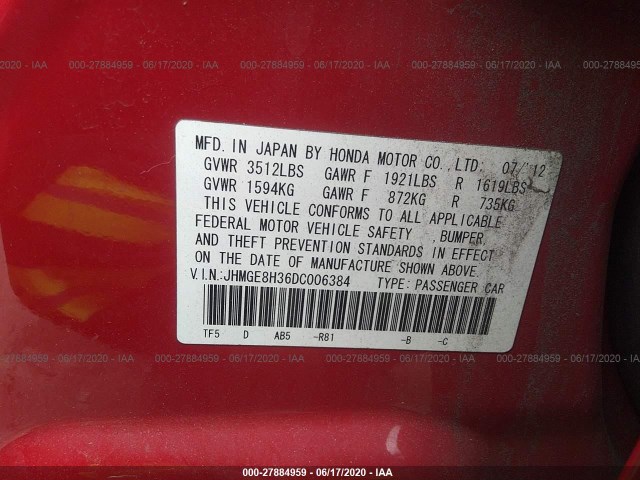 000-27884959 - 06/17/2020 - IAA
MFD. IN JAPAN BY HONDA MOTOR CO., LTD. 07/'12
GVWR 3512LBS GAWR F 1921LBS R 1619LBS
GVWR 1594KG GAWR F 872KG R 735KG
THIS VEHICLE CONFORMS TO ALL APPLICABLE
FEDERAL MOTOR VEHICLE SAFETY , BUMPER,
AND THEFT PREVENTION STANDARDS IN EFFECT
ON THE DATE OF MANUFACTURE SHOWN ABOVE.
V.I.N.:JHMGE8H36DC006384 TYPE: PASSENGER CAR
TF5 D AB5 -R81 -B -C
000-27884959 - 06/17/2020 - IAA
000-27884959 - 06/17/2020 - IAA